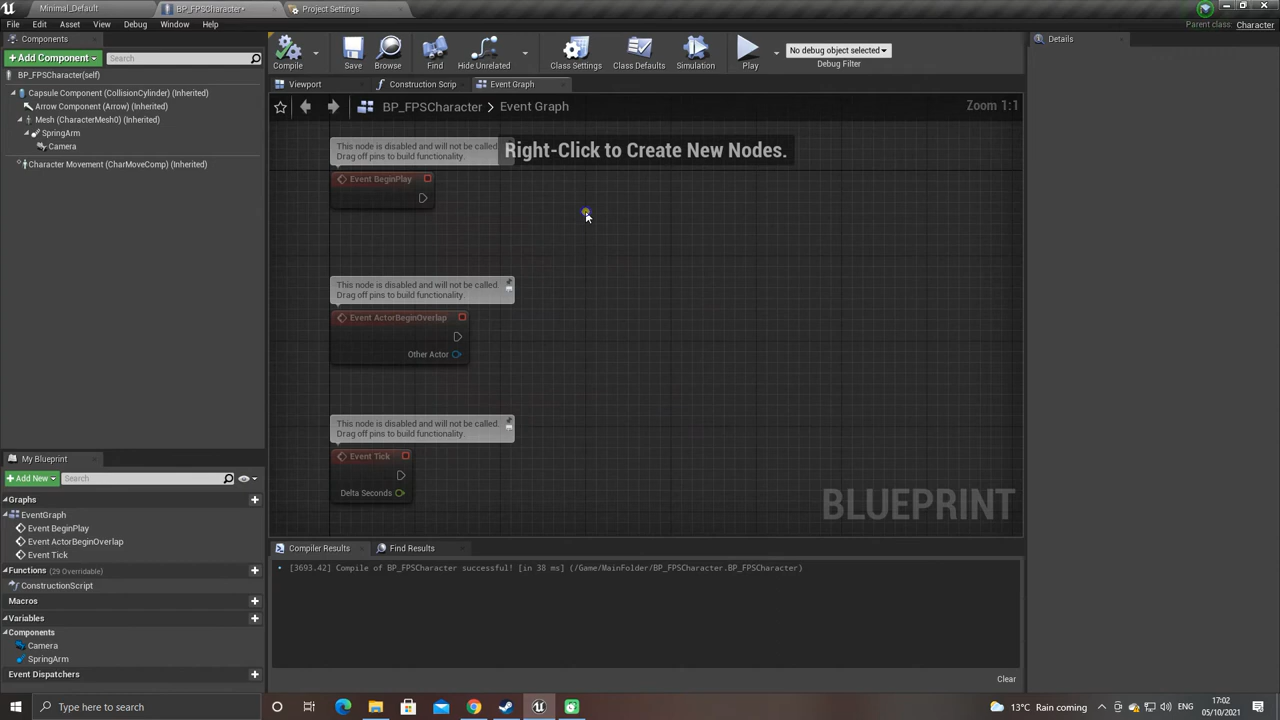 Minimal_Default
BP_FPSCharacter*
Project Settings
File Edit Asset View Debug Window Help
Parent class: Character
Components
+ Add Component
Search
BP_FPSCharacter(self)
Capsule Component (CollisionCylinder) (Inherited)
Arrow Component (Arrow) (Inherited)
Mesh (CharacterMesh0) (Inherited)
SpringArm
Camera
Character Movement (CharMoveComp) (Inherited)
Compile
Save
Browse
Find
Hide Unrelated
Class Settings
Class Defaults
Simulation
Play
No debug object selected
Debug Filter
Details
Viewport
Construction Scrip
Event Graph
BP_FPSCharacter > Event Graph
Zoom 1:1
Right-Click to Create New Nodes.
This node is disabled and will not be called.
Drag off pins to build functionality.
Event BeginPlay
This node is disabled and will not be called.
Drag off pins to build functionality.
Event ActorBeginOverlap
Other Actor
This node is disabled and will not be called.
Drag off pins to build functionality.
Event Tick
Delta Seconds
BLUEPRINT
My Blueprint
+ Add New
Search
Graphs
EventGraph
Event BeginPlay
Event ActorBeginOverlap
Event Tick
Functions (29 Overridable)
ConstructionScript
Macros
Variables
Components
Camera
SpringArm
Event Dispatchers
Compiler Results
Find Results
[3693.42] Compile of BP_FPSCharacter successful! [in 38 ms] (/Game/MainFolder/BP_FPSCharacter.BP_FPSCharacter)
Clear
Type here to search
13°C Rain coming
17:02
05/10/2021